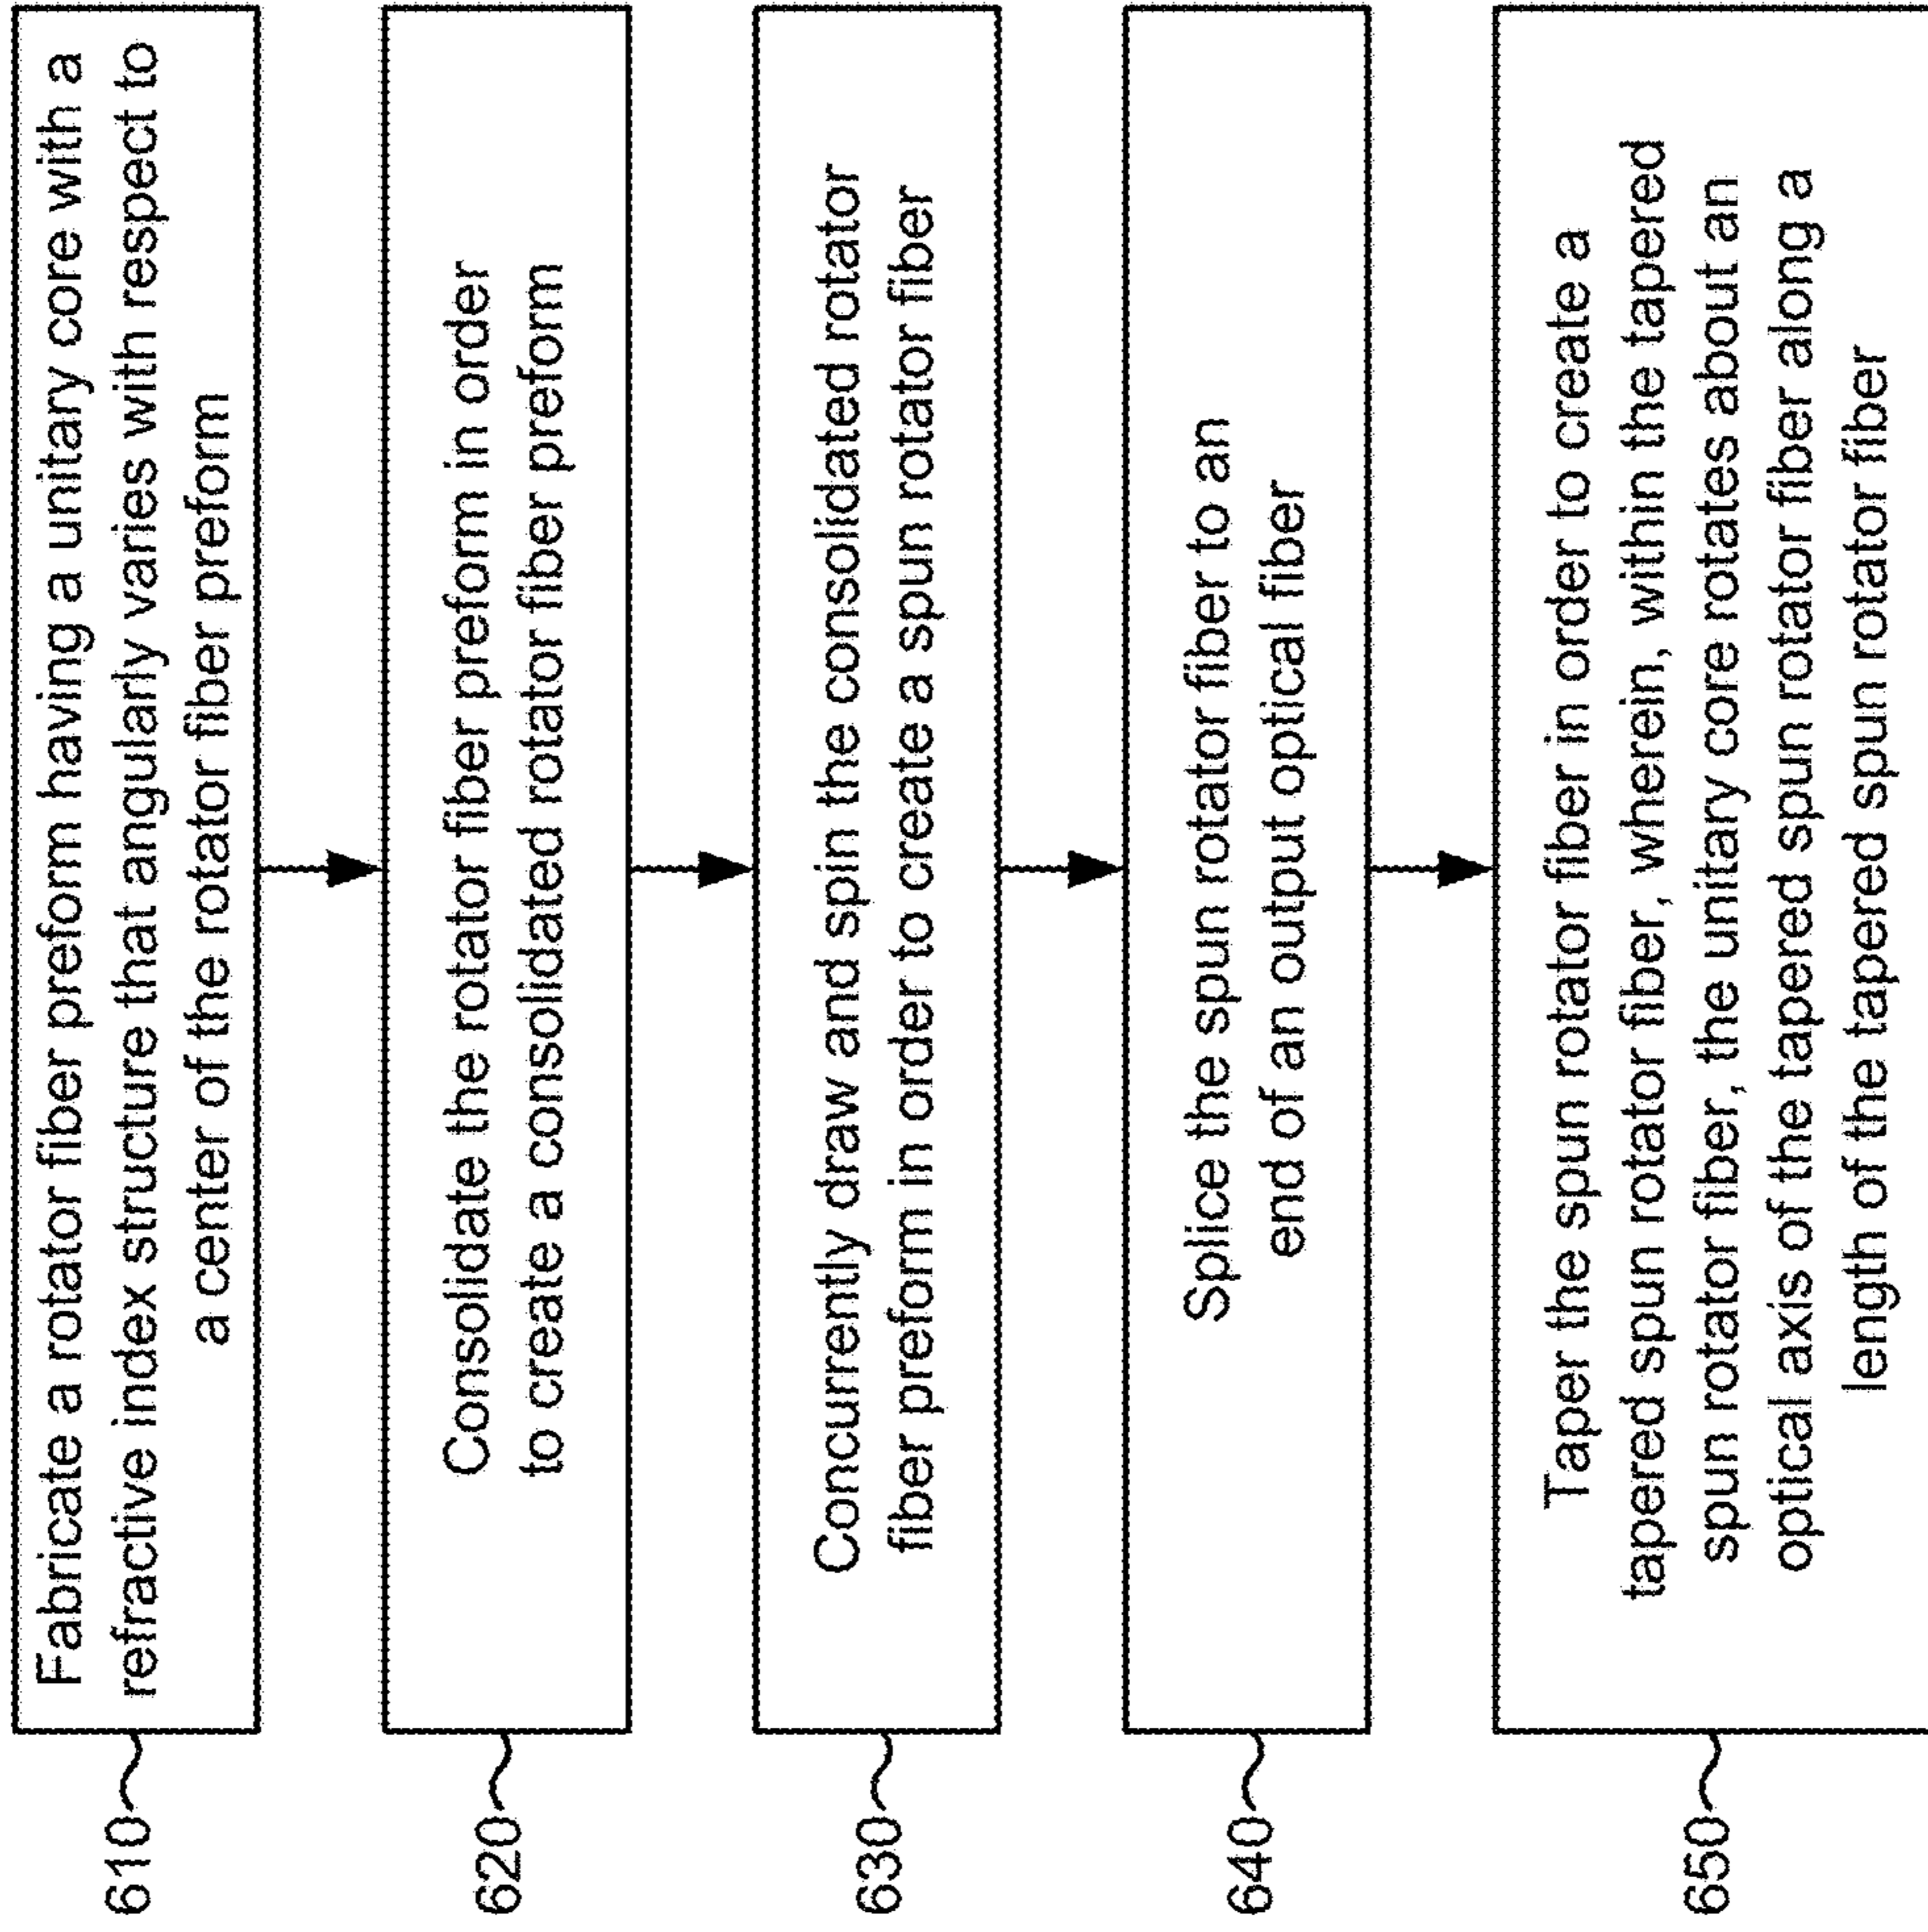 610
Fabricate a rotator fiber preform having a unitary core with a
refractive index structure that angularly varies with respect to
a center of the rotator fiber preform
620
Consolidate the rotator fiber preform in order
to create a consolidated rotator fiber preform
630
Concurrently draw and spin the consolidated rotator
fiber preform in order to create a spun rotator fiber
640
Splice the spun rotator fiber to an
end of an output optical fiber
650
Taper the spun rotator fiber in order to create a
tapered spun rotator fiber, wherein, within the tapered
spun rotator fiber, the unitary core rotates about an
optical axis of the tapered spun rotator fiber along a
length of the tapered spun rotator fiber